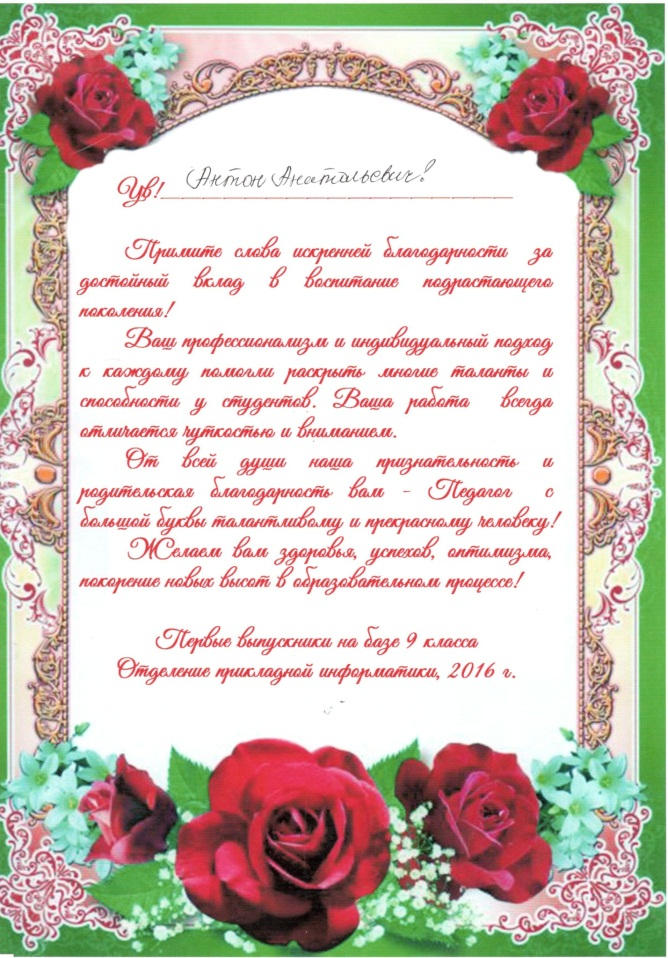 Ув!Антон Анатольевич!
Примите слова искренней благодарности за
достойный вклад в воспитание подрастающего
поколения!
Ваш профессионализм и индивидуальный подход
к каждому помогли раскрыть многие таланты и
способности у студентов. Ваша работа всегда
отличается чуткостью и вниманием.
От всей души наша признательность и
родительская благодарность вам - Педагог с
большой буквы талантливому и прекрасному человеку!
Желаем вам здоровья, успехов, оптимизма,
покорение новых высот в образовательном процессе!
Первые выпускники на базе 9 класса
Отделение прикладной информатики, 2016 г.